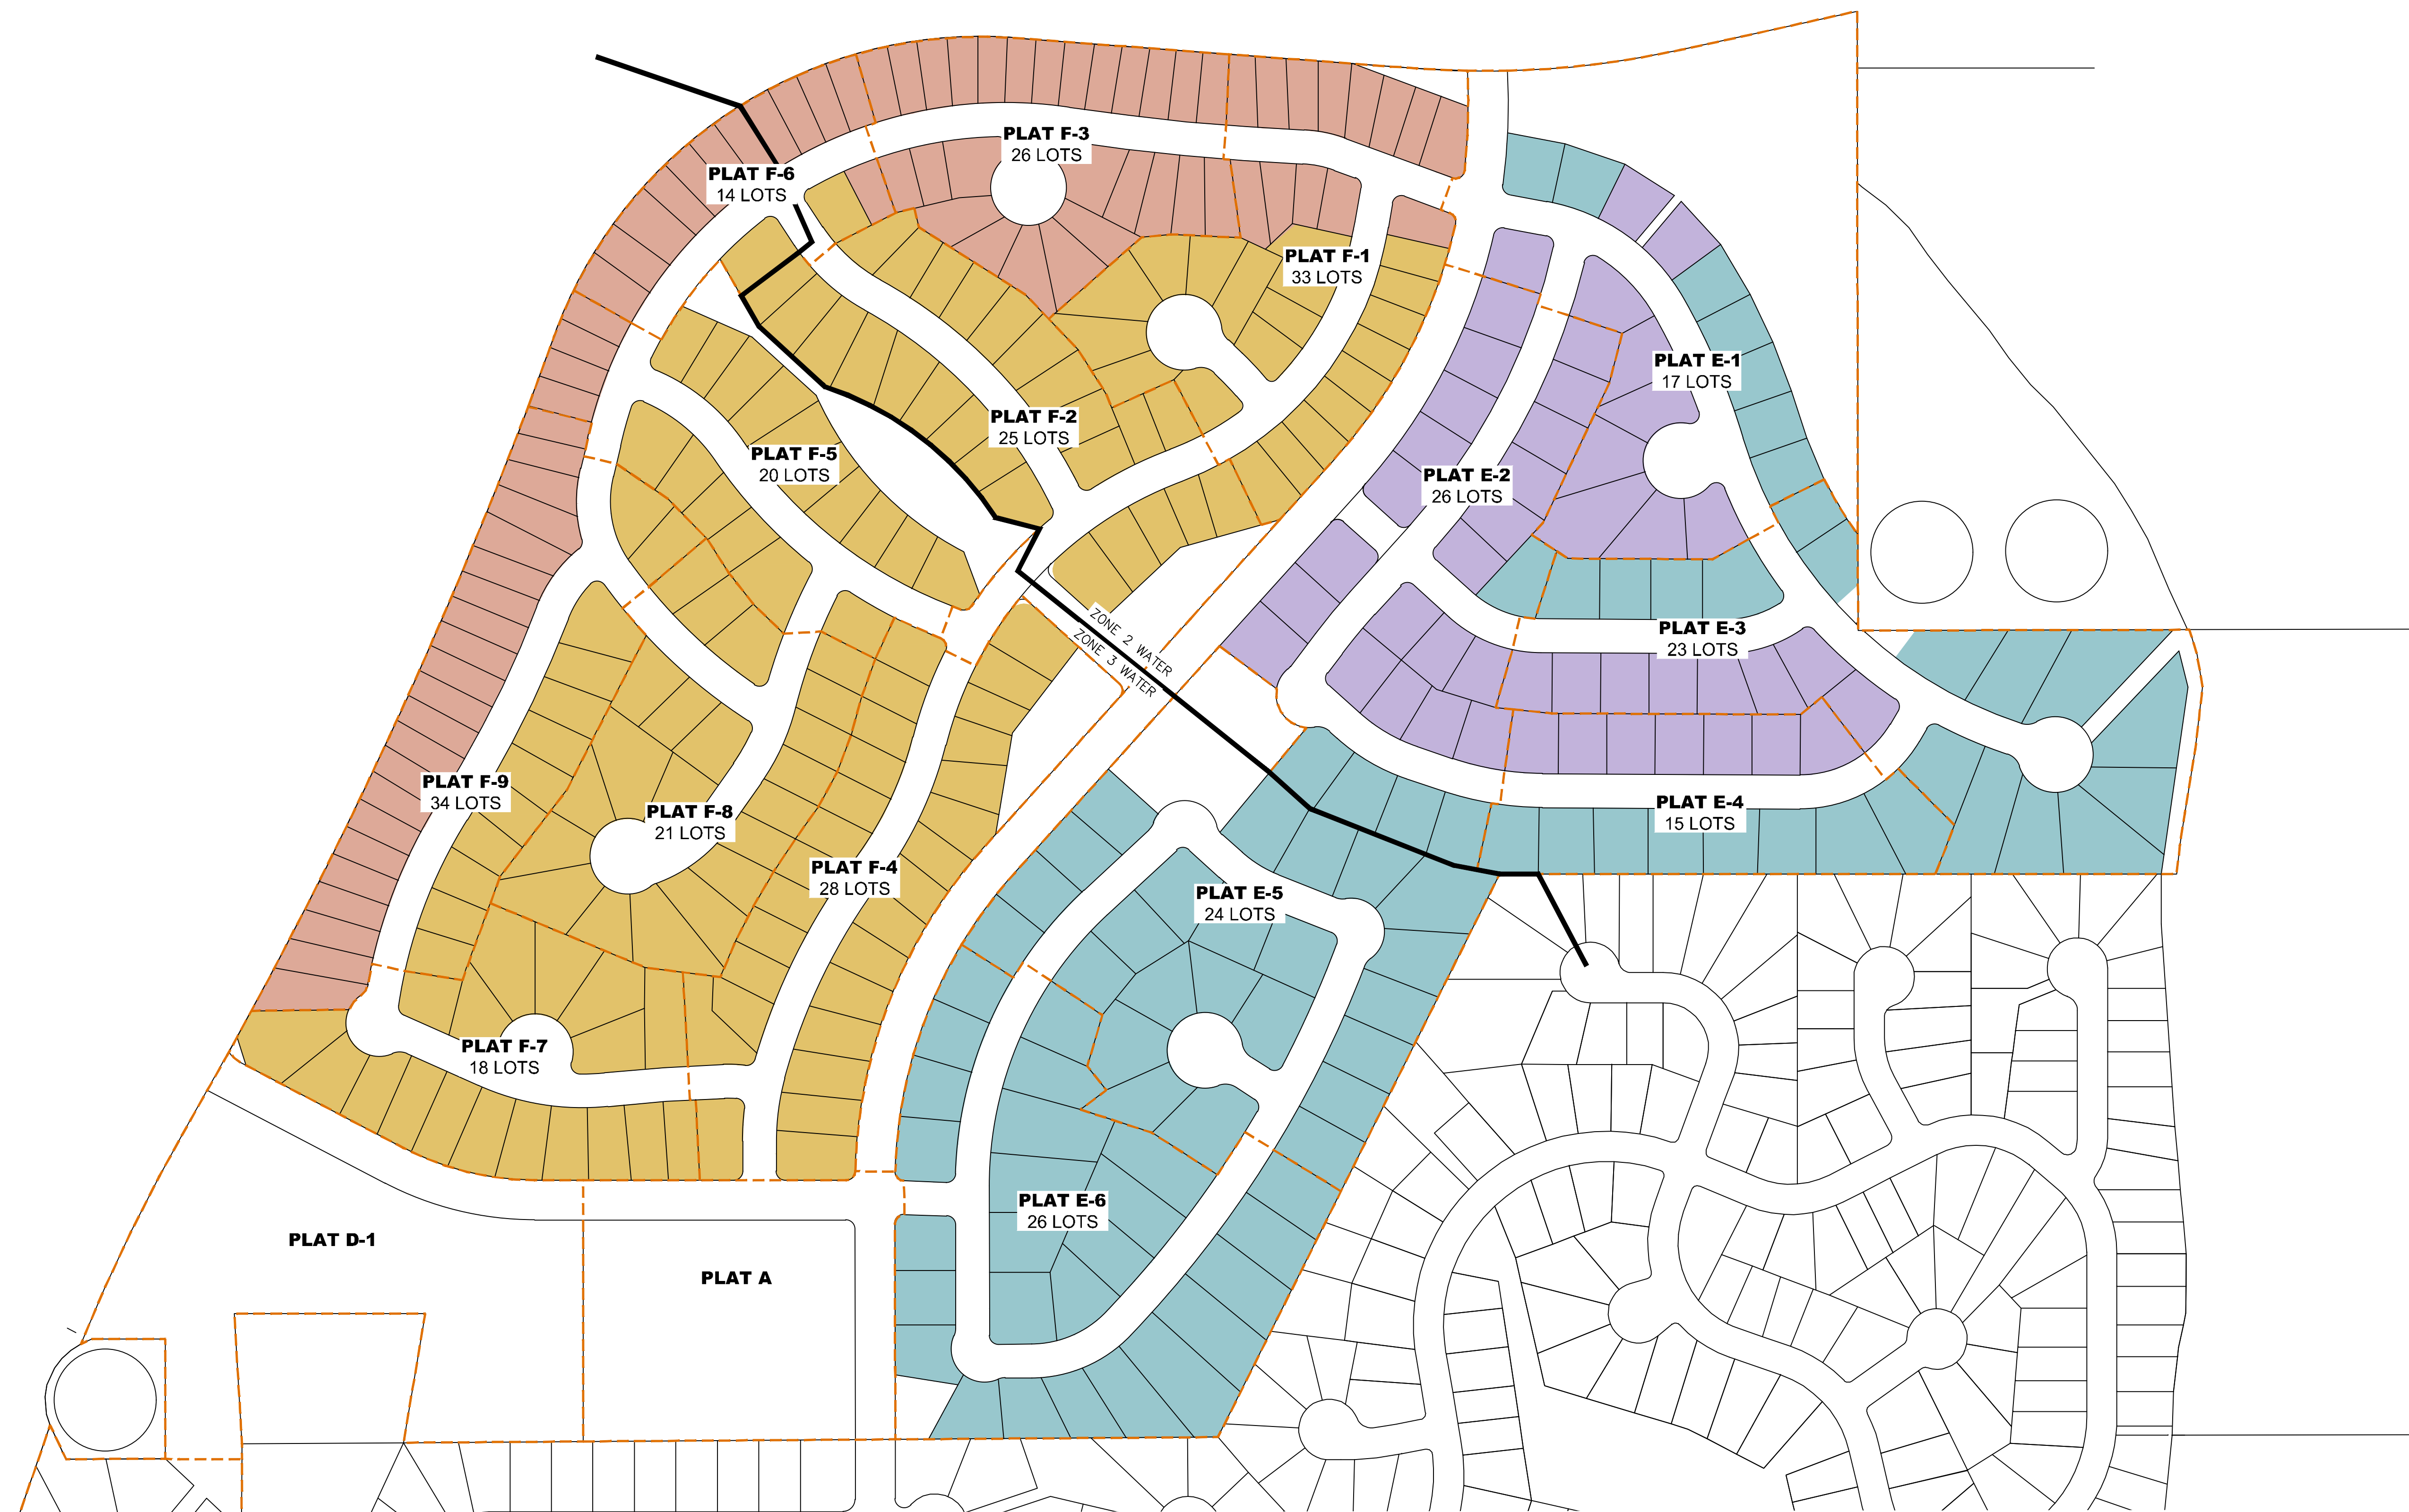 PLAT F-3
26 LOTS
PLAT F-6
14 LOTS
PLAT F-1
33 LOTS
PLAT E-1
17 LOTS
PLAT F-2
25 LOTS
PLAT F-5
20 LOTS
PLAT E-2
26 LOTS
ZONE 2 WATER
ZONE 3 WATER
PLAT E-3
23 LOTS
PLAT F-9
34 LOTS
PLAT F-8
21 LOTS
PLAT E-4
15 LOTS
PLAT F-4
28 LOTS
PLAT E-5
24 LOTS
PLAT F-7
18 LOTS
PLAT E-6
26 LOTS
PLAT D-1
PLAT A